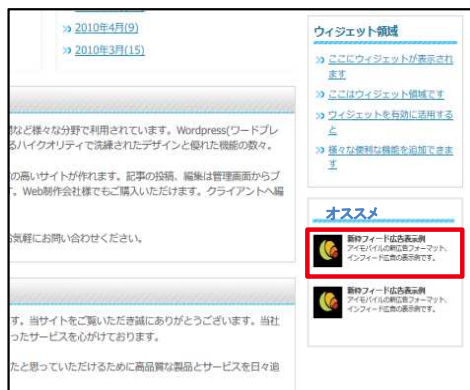 2010年4月(9)
2010年3月(15)
など様々な分野で利用されています。Wordpress(ワードプレ
るハイクオリティで洗練されたデザインと優れた機能の数々。
の高いサイトが作れます。記事の投稿、編集は管理画面からブ
す。Web制作会社様でもご購入いただけます。クライアントへ編
お気軽にお問い合わせください。
す。当サイトをご覧いただき誠にありがとうございます。当社
ったサービスを心がけております。
たと思っていただけるために高品質な製品とサービスを日々追
ウィジェット領域
ここにウィジェットが表示され
ます
ここはウィジェット領域です
ウィジェットを有効に活用する
と
様々な便利な機能を追加できま
す
オススメ
新枠フィード広告表示例
アイモバイルの新広告フォーマット、
インフィード広告の表示例です。
新枠フィード広告表示例
アイモバイルの新広告フォーマット、
インフィード広告の表示例です。